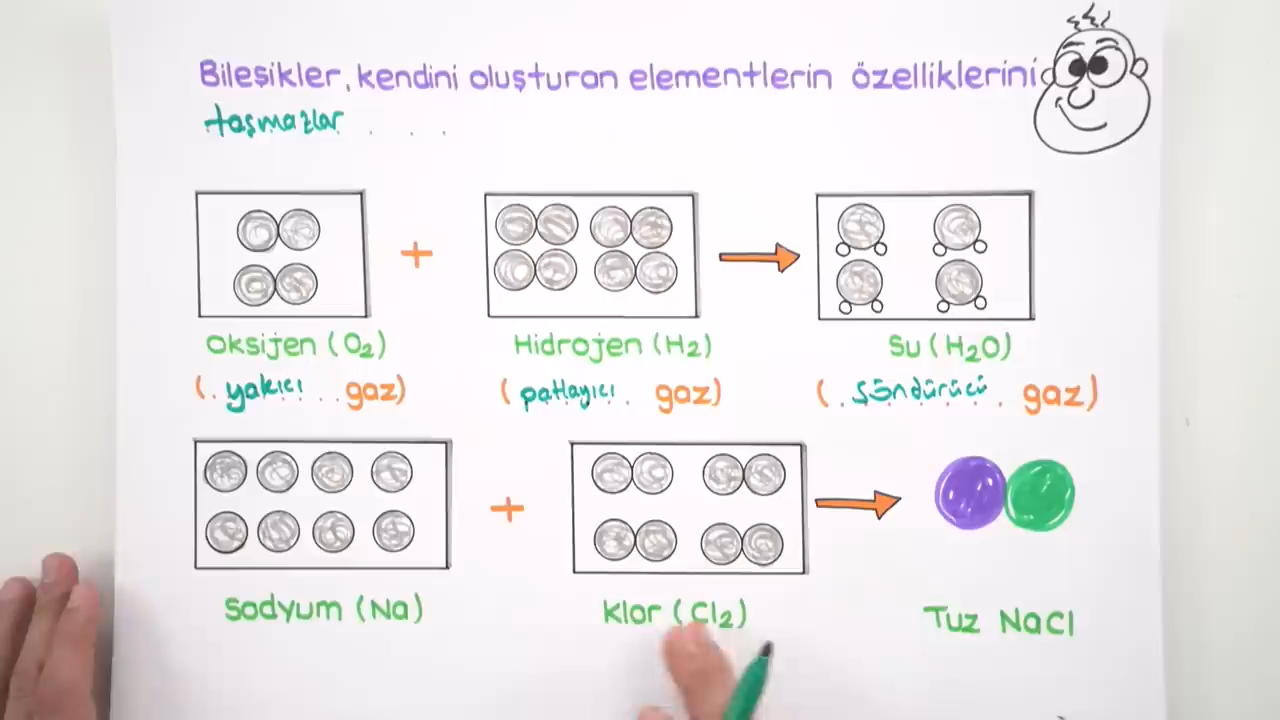 Bileşikler, kendini oluşturan elementlerin özelliklerini
taşmazlar . . .
+
Oksijen (O₂) Hidrojen (H₂) Su (H₂O)
(. yakıcı . . gaz) (patlayıcı . gaz) (. söndürücü . gaz)
+
Sodyum (Na) Klor (Cl₂) Tuz NaCl